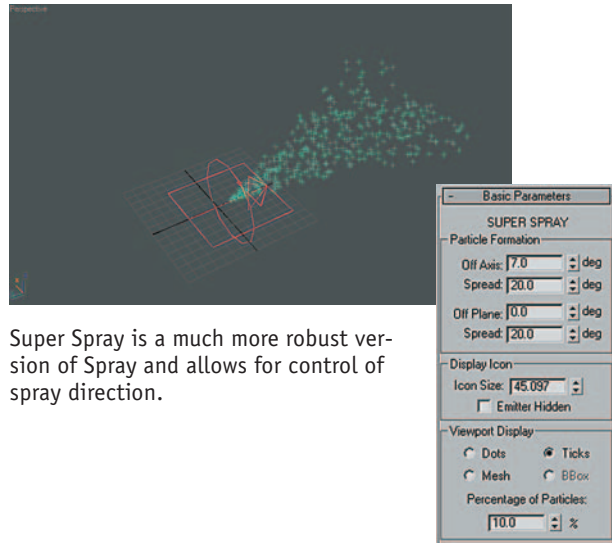 Perspective
- Basic Parameters
SUPER SPRAY
Particle Formation
Off Axis: 7.0 deg
Spread: 20.0 deg
Off Plane: 0.0 deg
Spread: 20.0 deg
Display Icon
Icon Size: 45.097
Emitter Hidden
Viewport Display
Dots Ticks
Mesh BBox
Percentage of Particles:
10.0 %
Super Spray is a much more robust ver-
sion of Spray and allows for control of
spray direction.